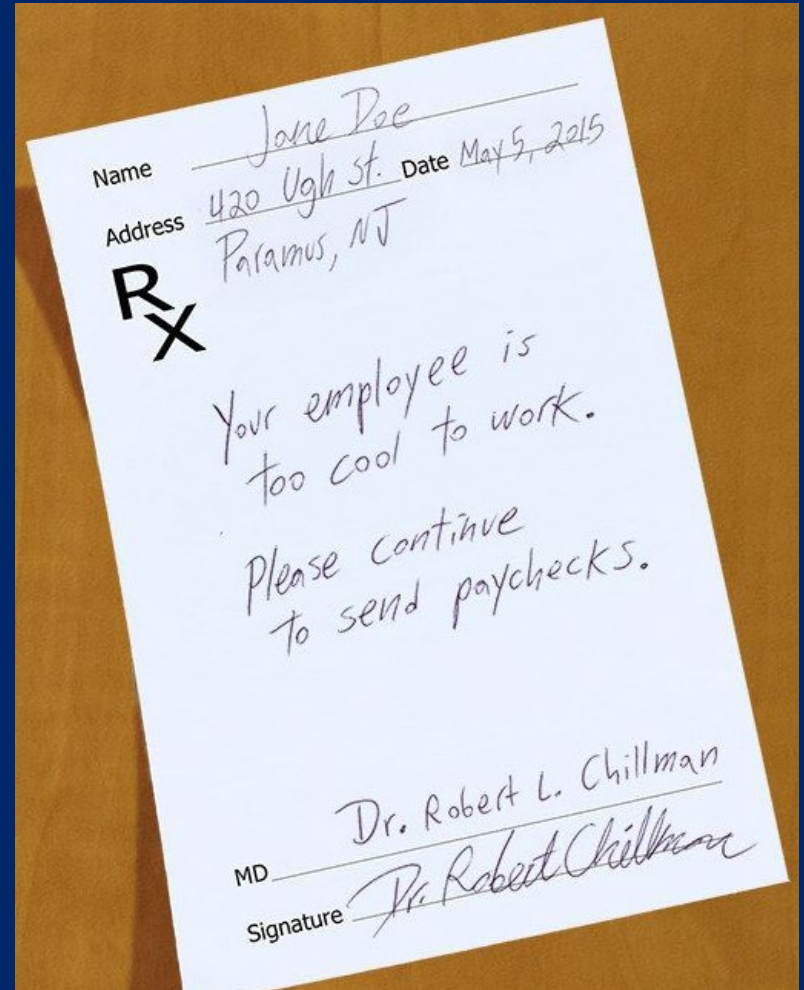 Name Jane Doe
Address 420 Ugh St. Date May 5, 2015
Paramus, NJ
Rx
Your employee is
too cool to work.
Please continue
to send paychecks.
Dr. Robert L. Chillman
MD
Signature Dr. Robert Chillman